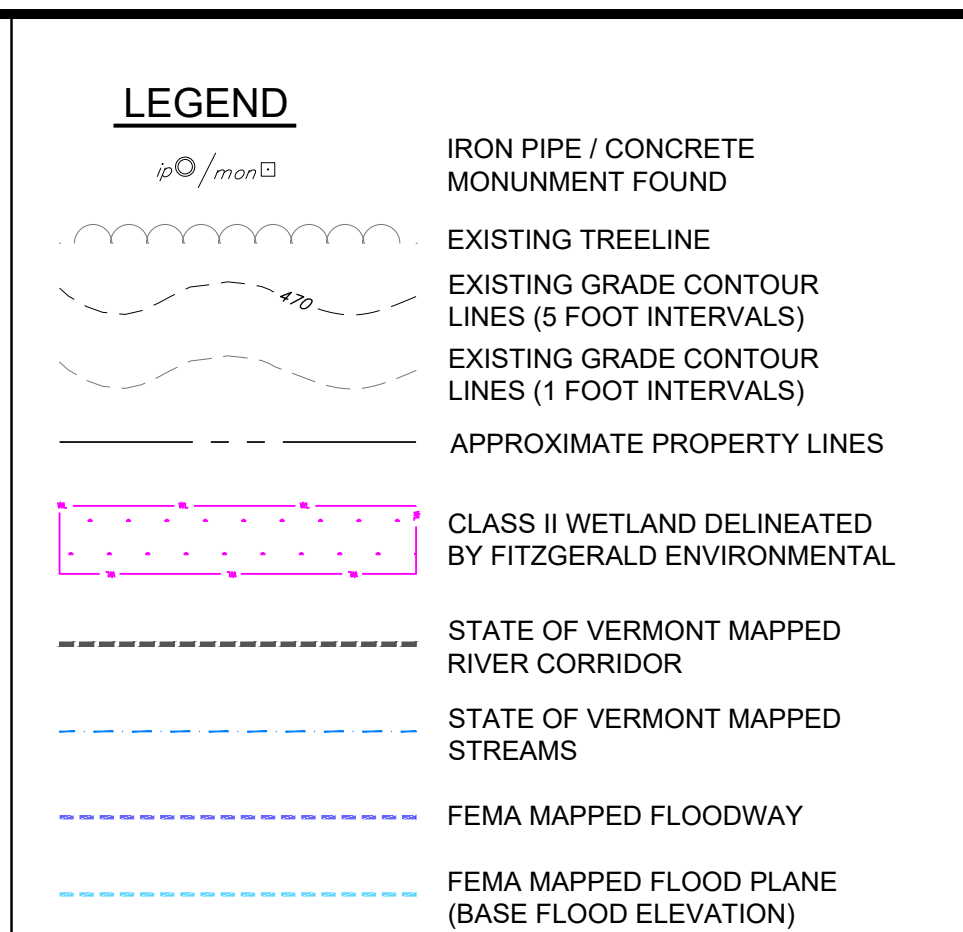 LEGEND
ip◎/mon⊡
IRON PIPE / CONCRETE
MONUNMENT FOUND
EXISTING TREELINE
470
EXISTING GRADE CONTOUR
LINES (5 FOOT INTERVALS)
EXISTING GRADE CONTOUR
LINES (1 FOOT INTERVALS)
APPROXIMATE PROPERTY LINES
CLASS II WETLAND DELINEATED
BY FITZGERALD ENVIRONMENTAL
STATE OF VERMONT MAPPED
RIVER CORRIDOR
STATE OF VERMONT MAPPED
STREAMS
FEMA MAPPED FLOODWAY
FEMA MAPPED FLOOD PLANE
(BASE FLOOD ELEVATION)